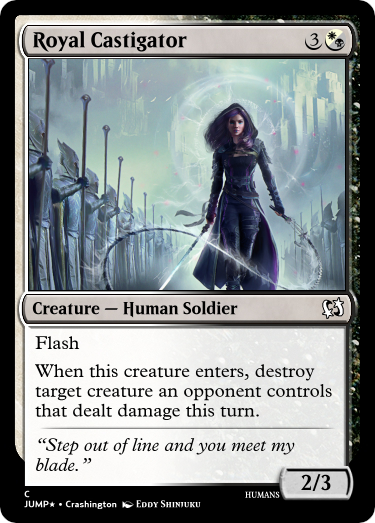 Royal Castigator 3
Creature — Human Soldier
Flash
When this creature enters, destroy
target creature an opponent controls
that dealt damage this turn.
“Step out of line and you meet my
blade.”
2/3
C HUMANS
JUMP★ • Crashington Eddy Shinjuku